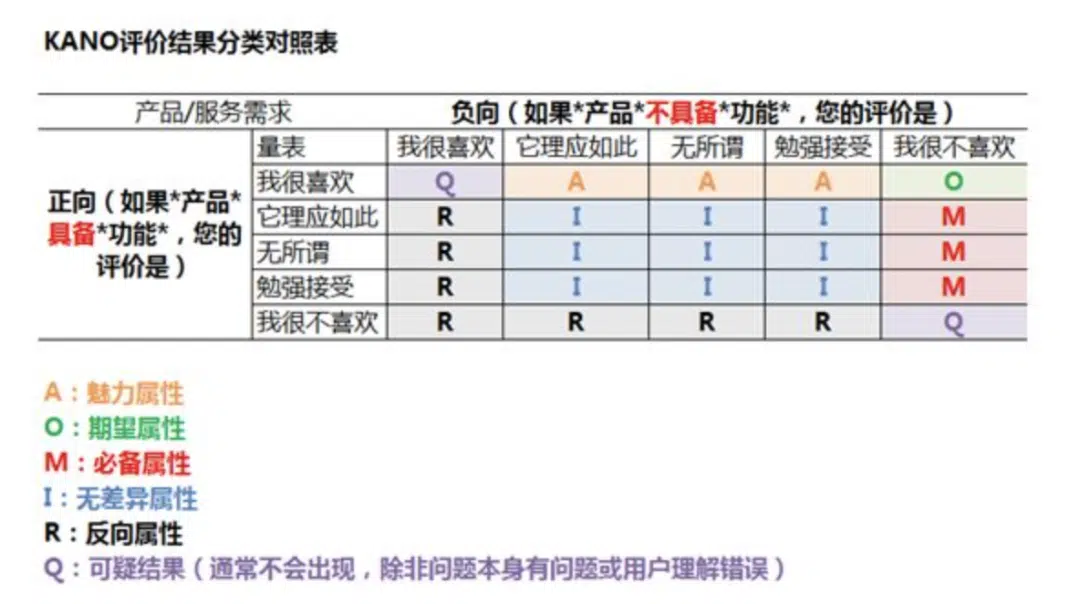 KANO评价结果分类对照表
产品/服务需求 负向（如果*产品*不具备*功能*，您的评价是）
量表 我很喜欢 它理应如此 无所谓 勉强接受 我很不喜欢
正向（如果*产品*
具备*功能*，您的
评价是）
我很喜欢 Q A A A O
它理应如此 R I I I M
无所谓 R I I I M
勉强接受 R I I I M
我很不喜欢 R R R R Q
A：魅力属性
O：期望属性
M：必备属性
I：无差异属性
R：反向属性
Q：可疑结果（通常不会出现，除非问题本身有问题或用户理解错误）